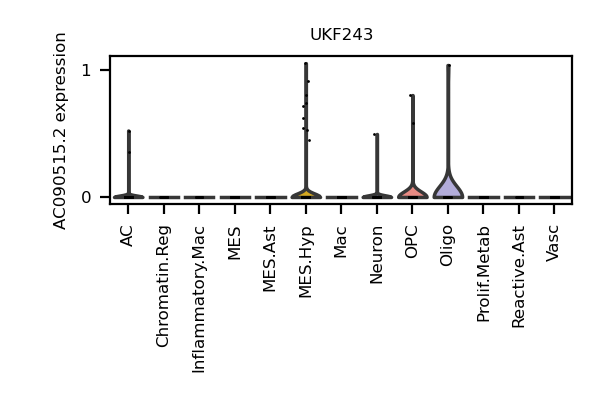 UKF243
AC090515.2 expression
1
0
AC
Chromatin.Reg
Inflammatory.Mac
MES
MES.Ast
MES.Hyp
Mac
Neuron
OPC
Oligo
Prolif.Metab
Reactive.Ast
Vasc